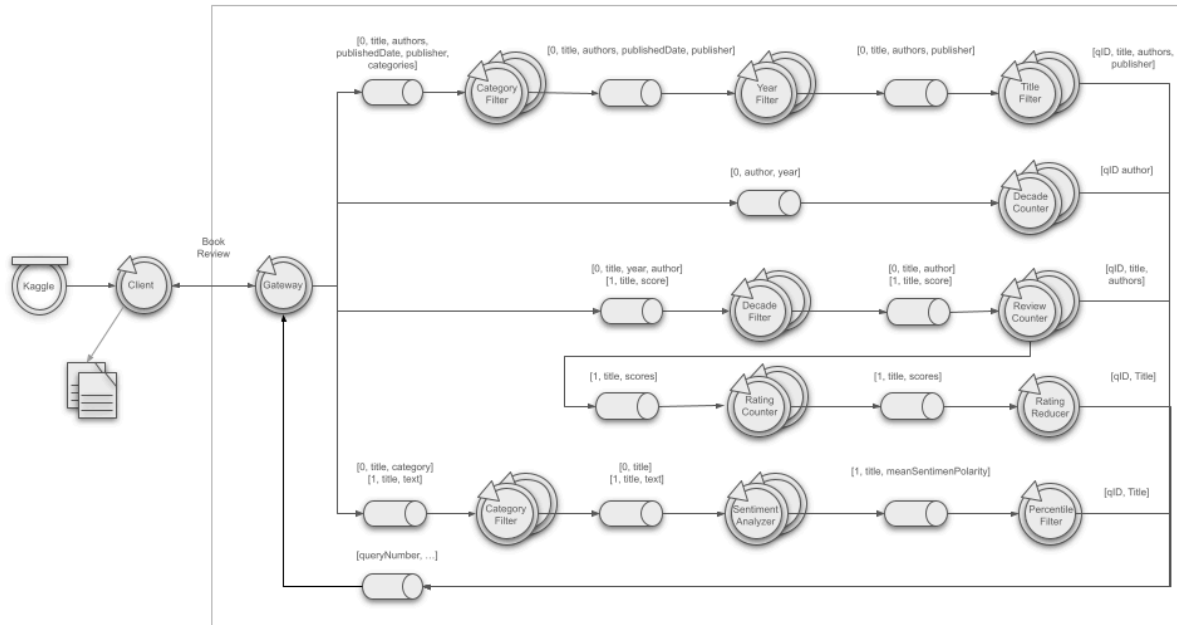 [0, title, authors,
publishedDate, publisher,
categories]
[0, title, authors, publishedDate, publisher]
[0, title, authors, publisher]
[qID, title, authors,
publisher]
Category
Filter
Year
Filter
Title
Filter
[0, author, year]
[qID author]
Decade
Counter
Book
Review
Kaggle
Client
Gateway
[0, title, year, author]
[1, title, score]
[0, title, author]
[1, title, score]
[qID, title,
authors]
Decade
Filter
Review
Counter
[1, title, scores]
[1, title, scores]
[qID, Title]
Rating
Counter
Rating
Reducer
[0, title, category]
[1, title, text]
[0, title]
[1, title, text]
[1, title, meanSentimenPolarity]
[qID, Title]
Category
Filter
Sentiment
Analyzer
Percentile
Filter
[queryNumber, ...]